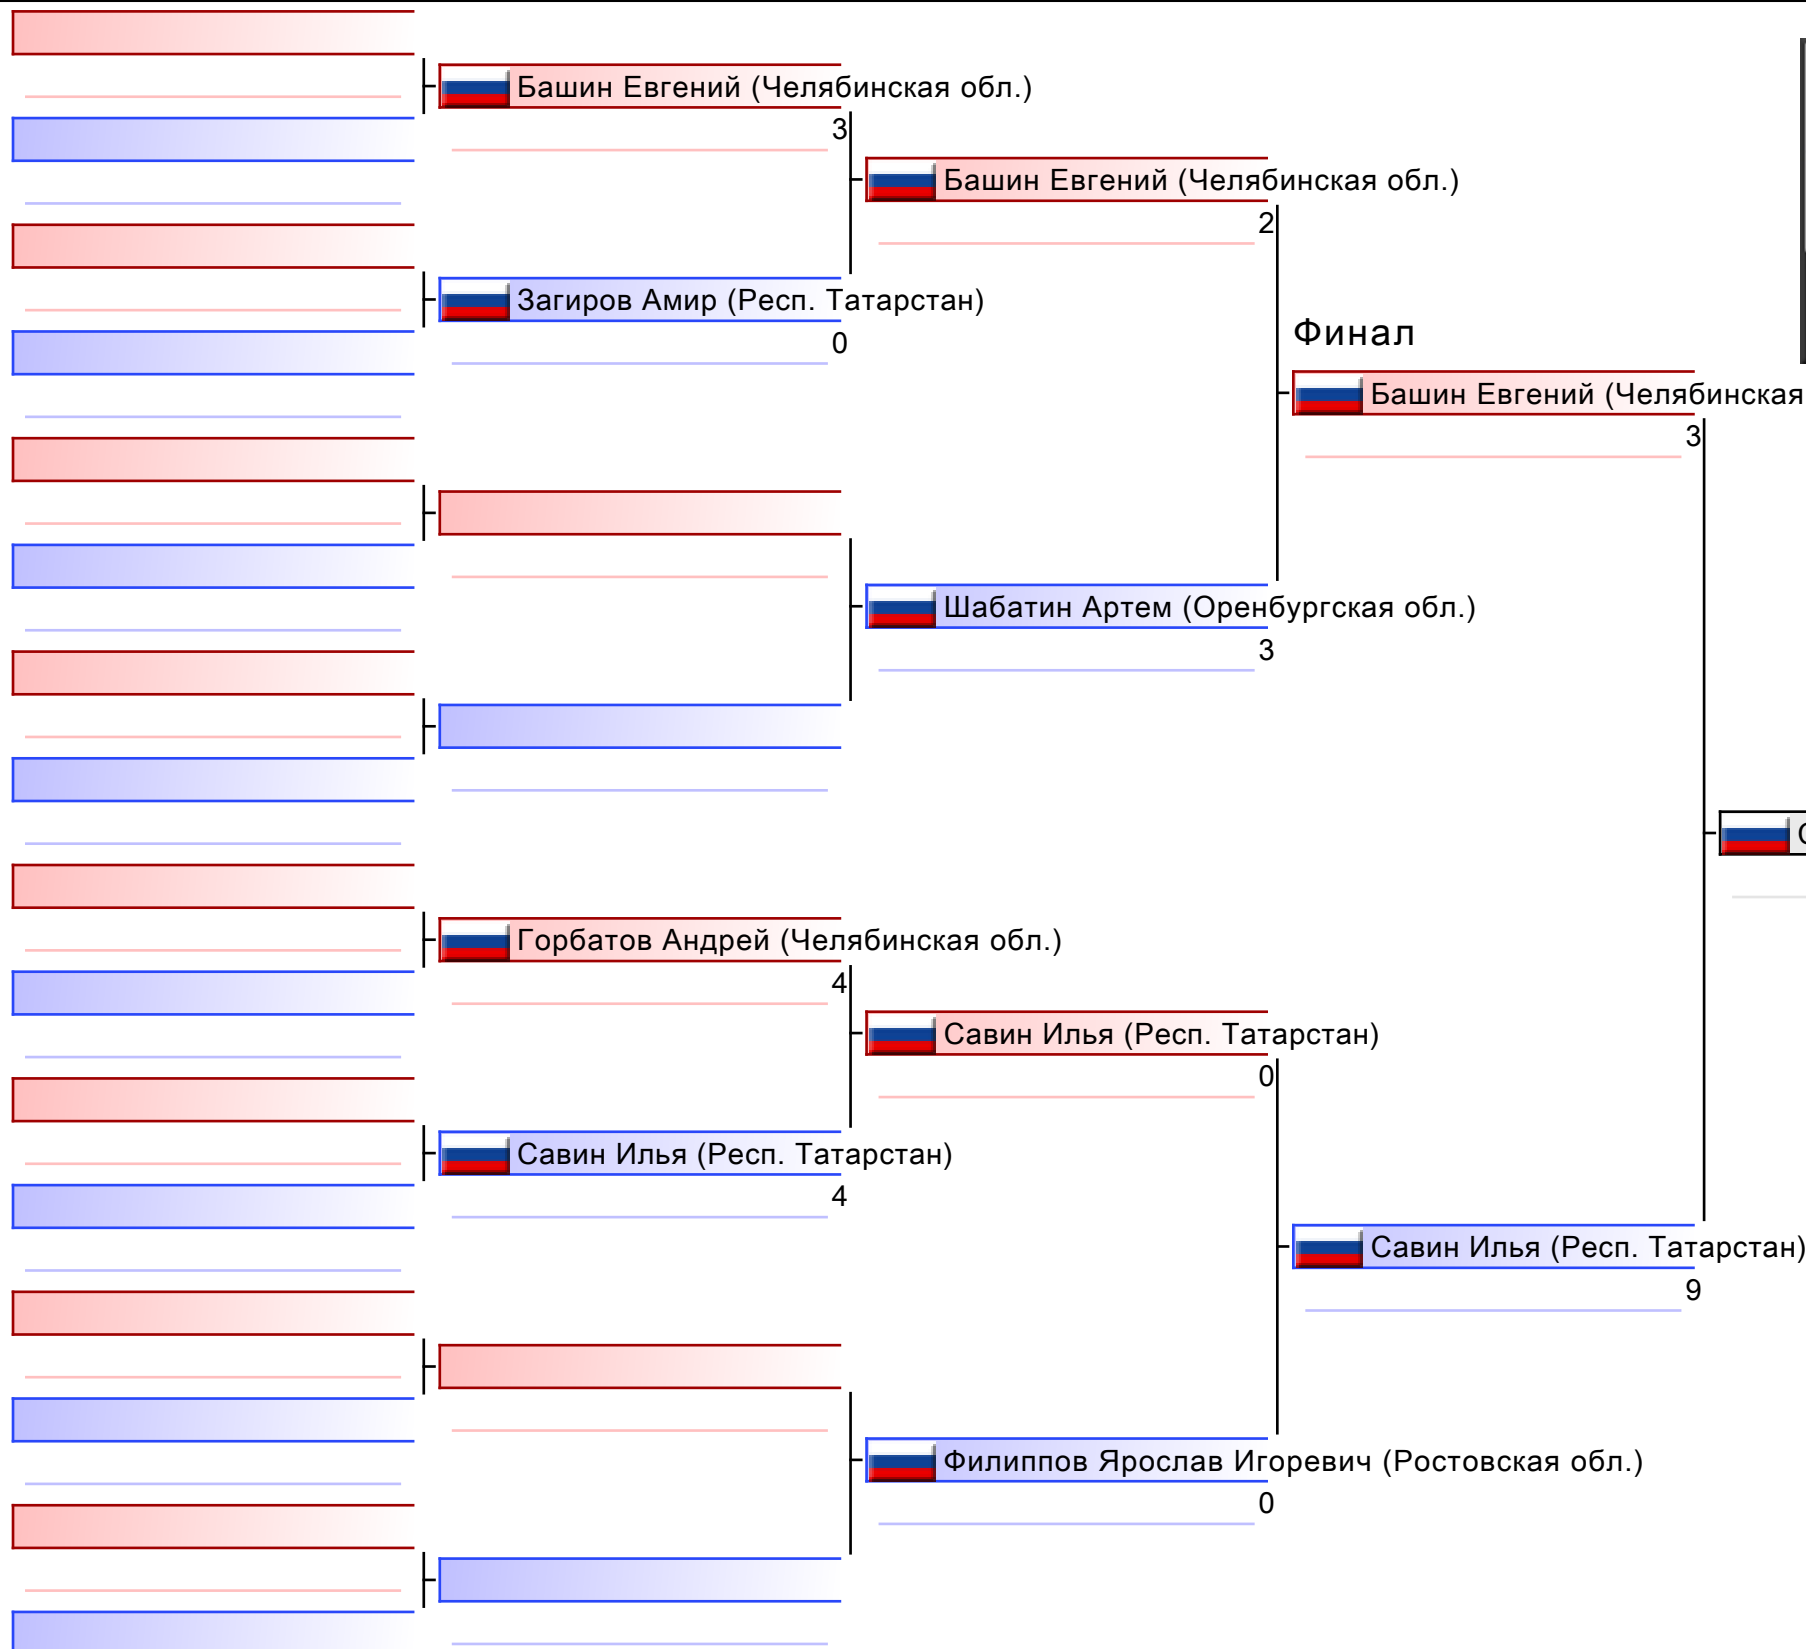 Башин Евгений (Челябинская обл.)
3
Башин Евгений (Челябинская обл.)
2
Загиров Амир (Респ. Татарстан)
0
Финал
Башин Евгений (Челябинская
3
Шабатин Артем (Оренбургская обл.)
3
Горбатов Андрей (Челябинская обл.)
4
Савин Илья (Респ. Татарстан)
0
Савин Илья (Респ. Татарстан)
4
Савин Илья (Респ. Татарстан)
9
Филиппов Ярослав Игоревич (Ростовская обл.)
0